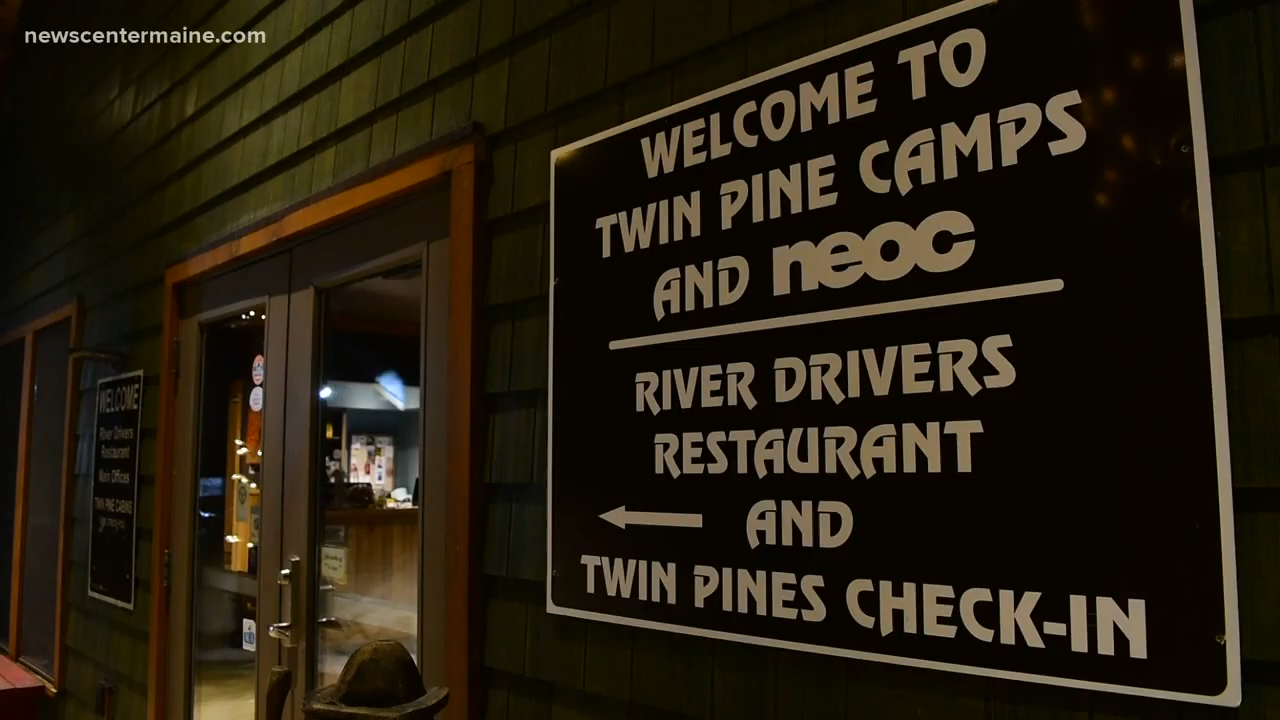 newscentermaine.com
WELCOME TO
TWIN PINE CAMPS
AND neoc
RIVER DRIVERS
RESTAURANT
AND
TWIN PINES CHECK-IN
WELCOME
River Drivers
Restaurant
Main Offices
TWIN PINE CABINS